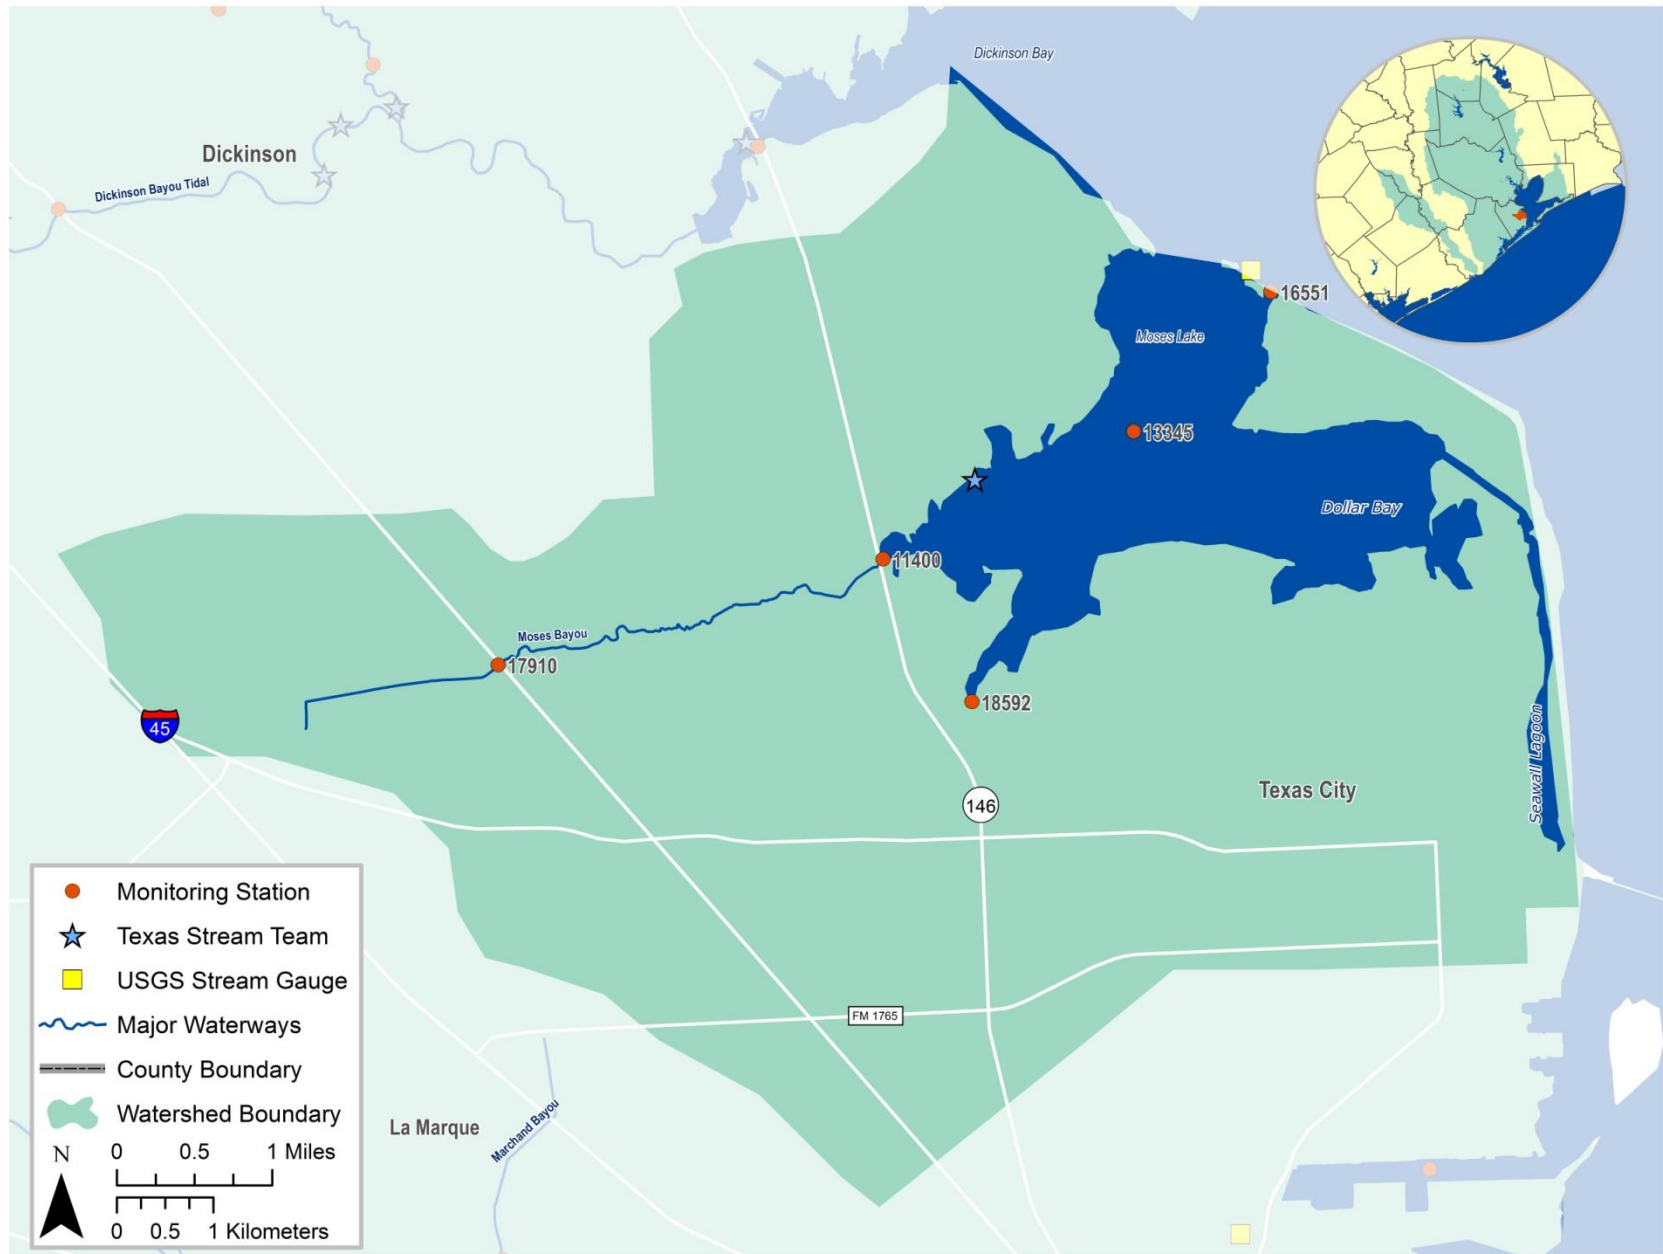 Dickinson Bay
Dickinson
Dickinson Bayou Tidal
16551
Moses Lake
13345
Dollar Bay
11400
Moses Bayou
17910
18592
45
Seawall Lagoon
Texas City
146
FM 1765
La Marque
Marchand Bayou
Monitoring Station
Texas Stream Team
USGS Stream Gauge
Major Waterways
County Boundary
Watershed Boundary
N
0 0.5 1 Miles
0 0.5 1 Kilometers